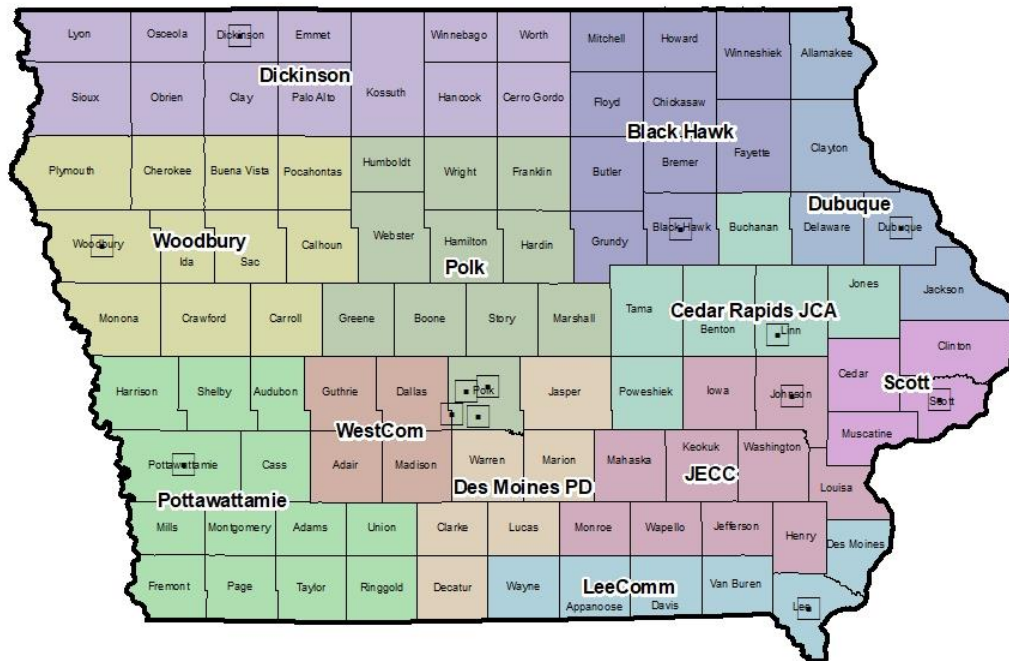 Lyon Osceola Dickinson Emmet Winnebago Worth Mitchell Howard Winneshiek Allamakee
Dickinson
Sioux Obrien Clay Palo Alto Kossuth Hancock Cerro Gordo Floyd Chickasaw
Black Hawk
Plymouth Cherokee Buena Vista Pocahontas Humboldt Wright Franklin Butler Bremer Fayette Clayton
Dubuque
Woodbury Ida Sac Calhoun Webster Hamilton Hardin Grundy Black Hawk Buchanan Delaware Dubuque
Woodbury
Polk
Monona Crawford Carroll Greene Boone Story Marshall Tama Benton Linn Jones Jackson
Cedar Rapids JCA
Harrison Shelby Audubon Guthrie Dallas Polk Jasper Poweshiek Iowa Johnson Cedar Clinton
Scott
Scott
WestCom
Muscatine
Pottawattamie Cass Adair Madison Warren Marion Mahaska Keokuk Washington Louisa
Pottawattamie
Des Moines PD
JECC
Mills Montgomery Adams Union Clarke Lucas Monroe Wapello Jefferson Henry Des Moines
LeeComm
Fremont Page Taylor Ringgold Decatur Wayne Appanoose Davis Van Buren Lee